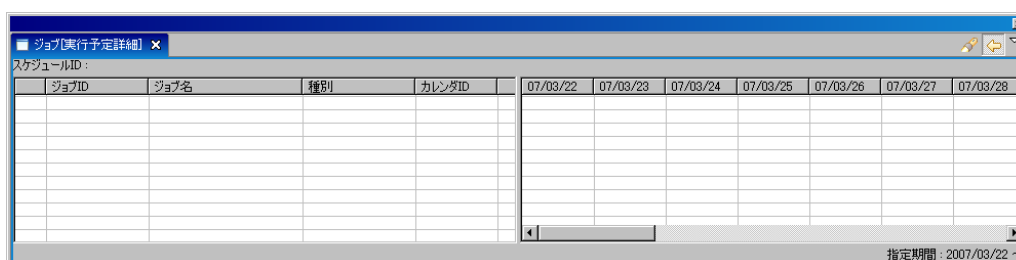 ジョブ[実行予定詳細]
スケジュールID：
ジョブID ジョブ名 種別 カレンダID 07/03/22 07/03/23 07/03/24 07/03/25 07/03/26 07/03/27 07/03/28
指定期間：2007/03/22 ~